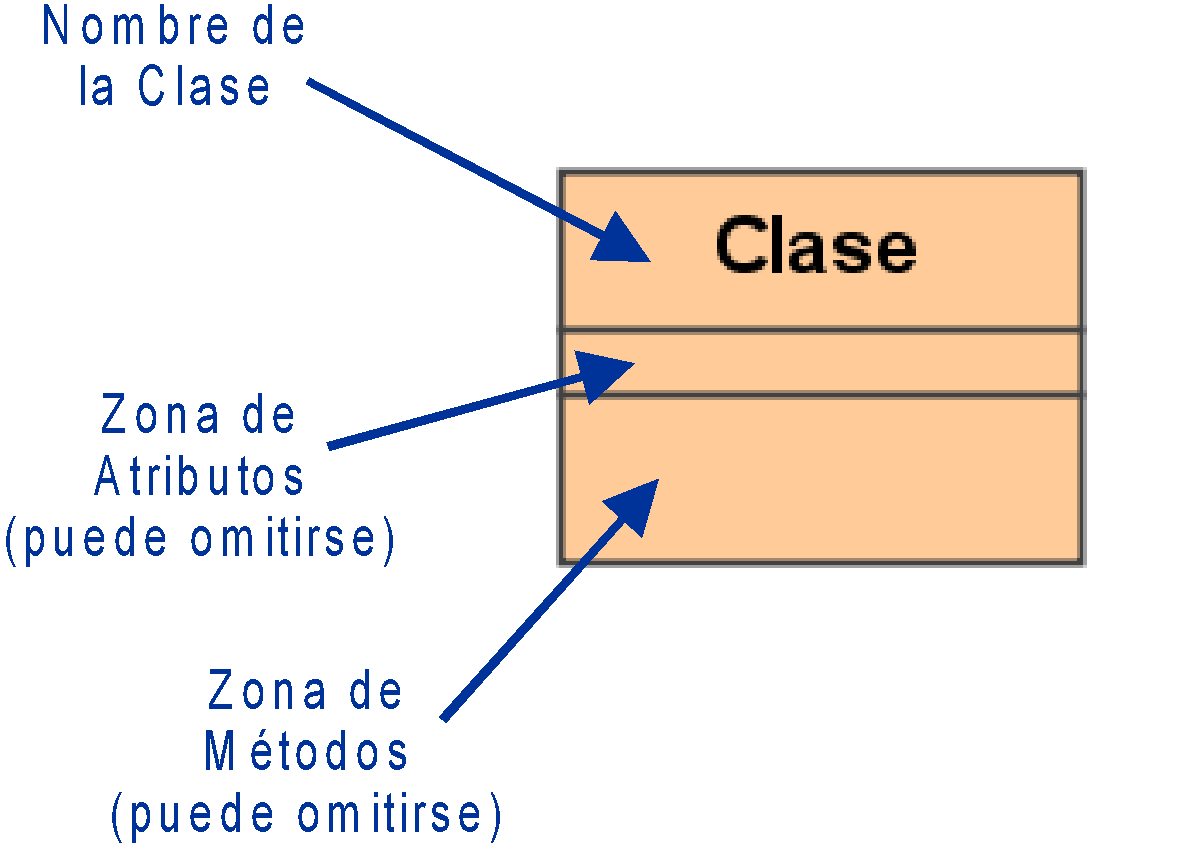 Nombre de
la Clase
Clase
Zona de
Atributos
(puede omitirse)
Zona de
Métodos
(puede omitirse)